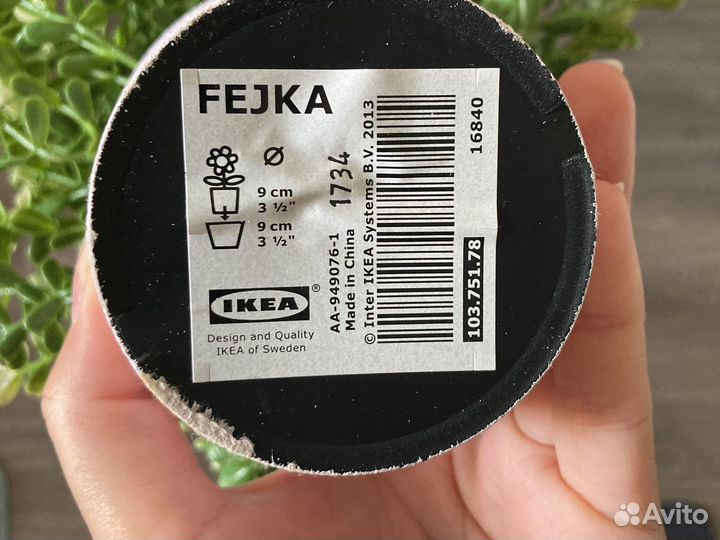 FEJKA
Ø
9 cm
3 ½"
9 cm
3 ½"
IKEA®
Design and Quality
IKEA of Sweden
1734
AA-949076-1
Made in China
© Inter IKEA Systems B.V. 2013
16840
103.751.78
Avito